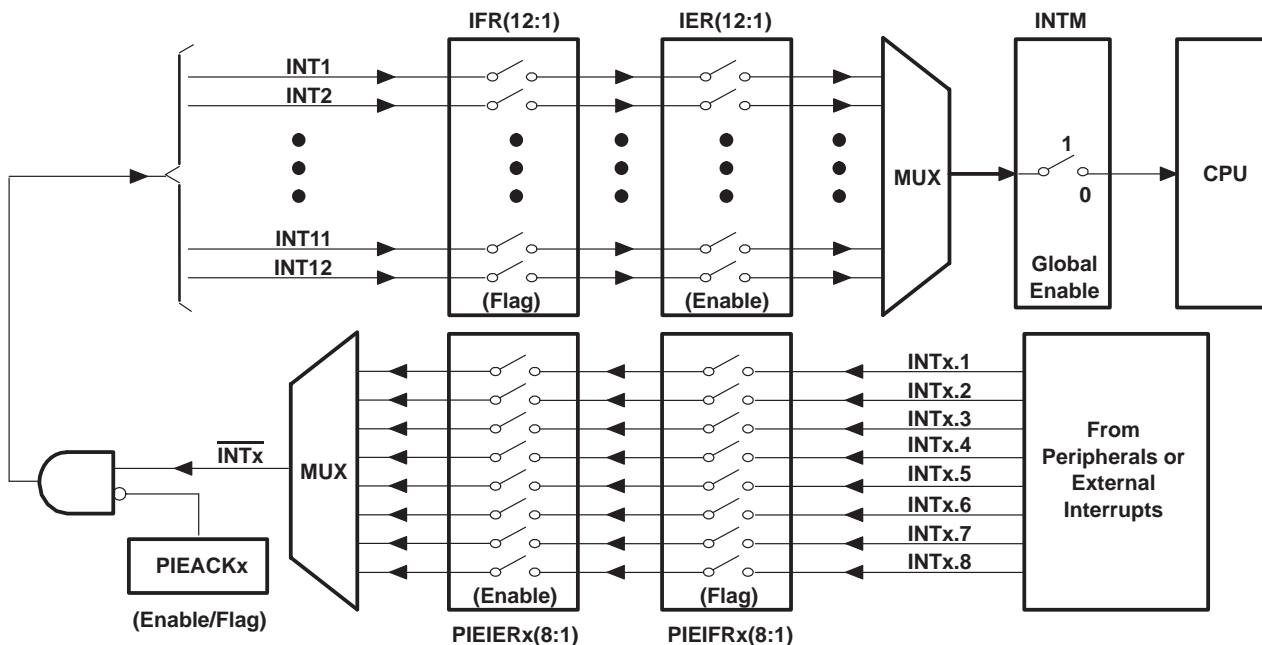 IFR(12:1)
IER(12:1)
INTM
INT1
INT2
1
MUX
CPU
0
INT11
INT12
Global
Enable
(Flag)
(Enable)
INTx.1
INTx.2
INTx.3
INTx.4
INTx.5
INTx.6
INTx.7
INTx.8
From
Peripherals or
External
Interrupts
INTx
MUX
PIEACKx
(Enable/Flag)
(Enable)
(Flag)
PIEIERx(8:1)
PIEIFRx(8:1)